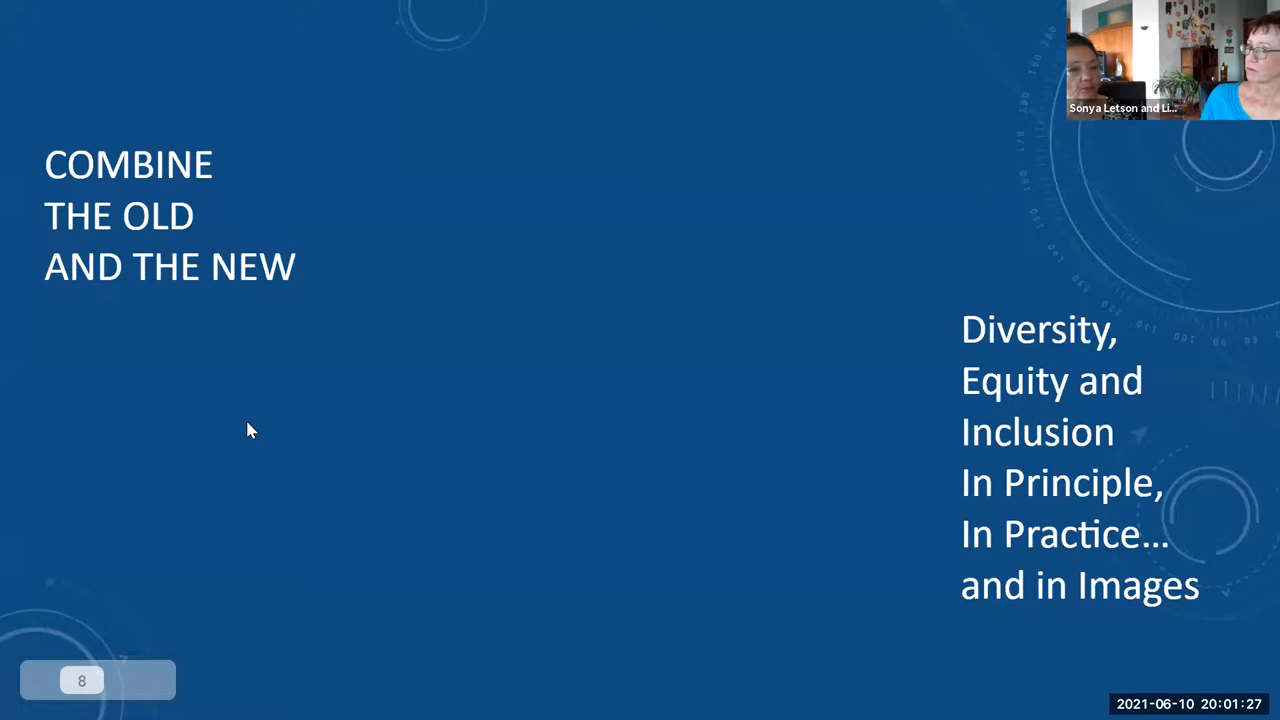 Sonya Letson and Li...
COMBINE
THE OLD
AND THE NEW
Diversity,
Equity and
Inclusion
In Principle,
In Practice...
and in Images
8
2021-06-10 20:01:27